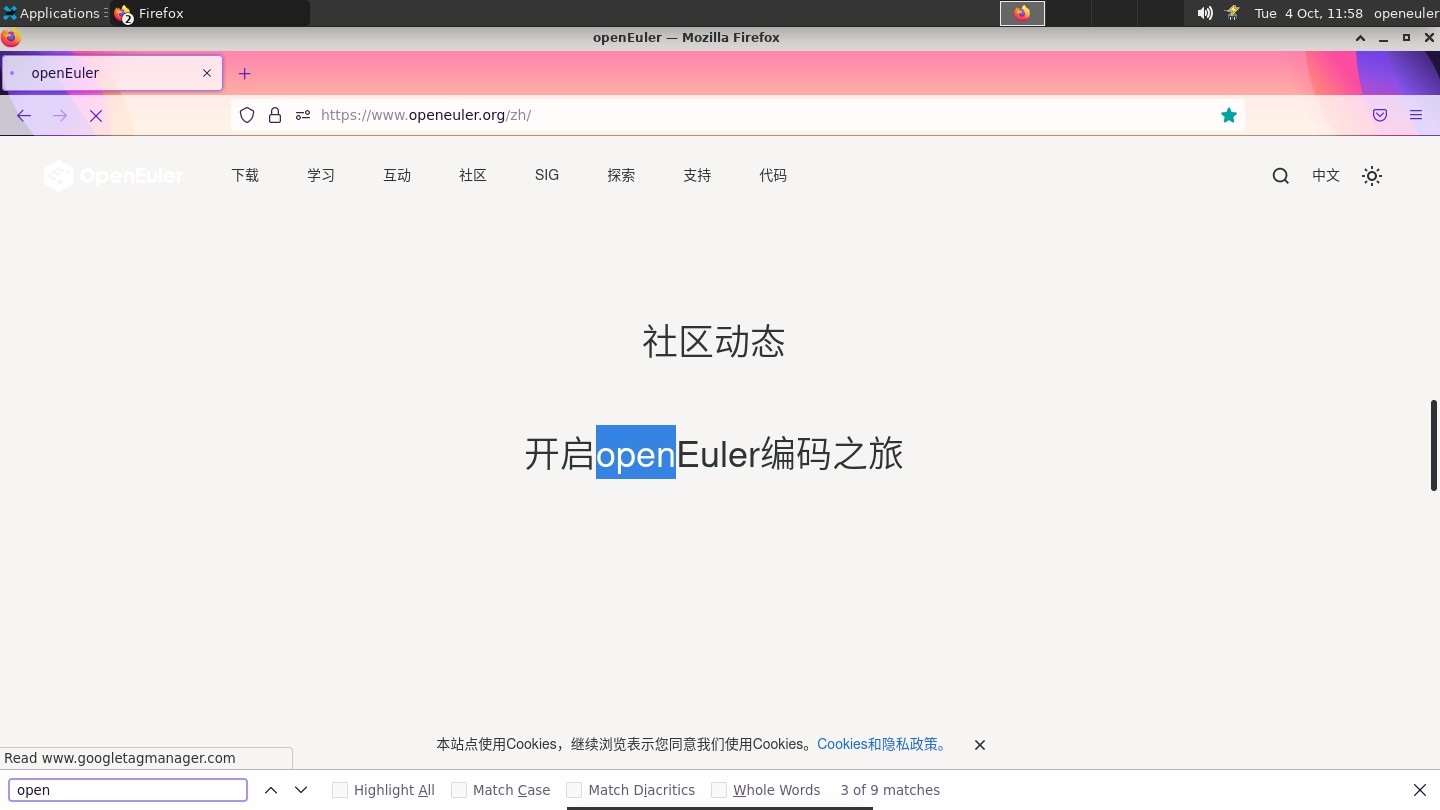 Applications
2 Firefox
Tue 4 Oct, 11:58 openeuler
openEuler — Mozilla Firefox
openEuler
https://www.openeuler.org/zh/
OpenEuler
下载 学习 互动 社区 SIG 探索 支持 代码
中文
社区动态
开启openEuler编码之旅
本站点使用Cookies，继续浏览表示您同意我们使用Cookies。Cookies和隐私政策。
Read www.googletagmanager.com
open
Highlight All Match Case Match Diacritics Whole Words 3 of 9 matches